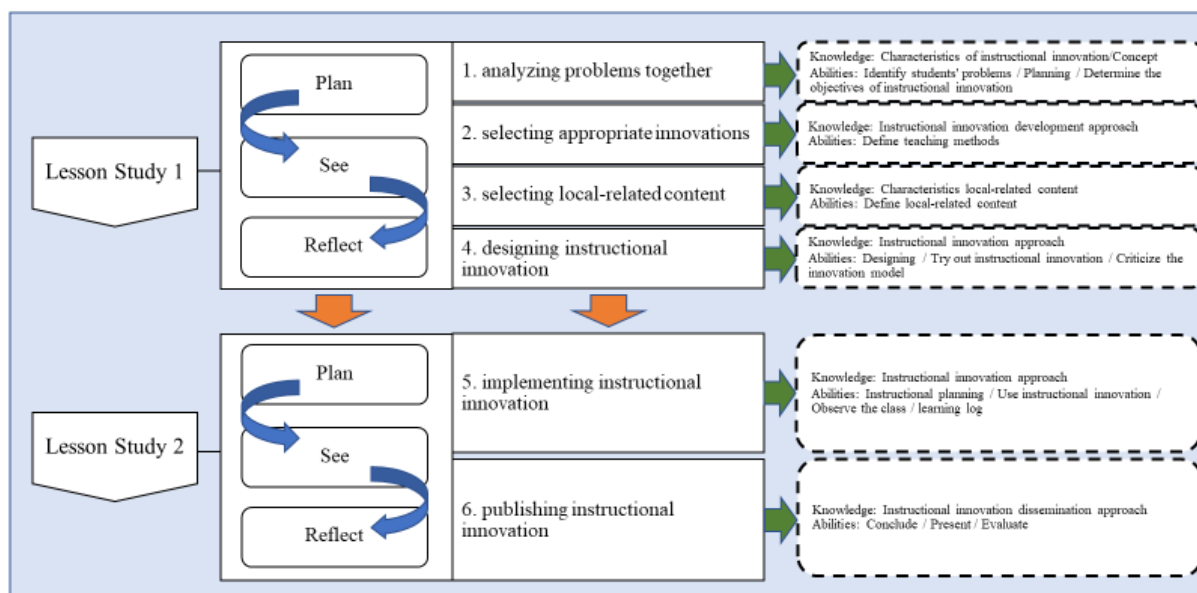 Lesson Study 1
Plan
See
Reflect
1. analyzing problems together
2. selecting appropriate innovations
3. selecting local-related content
4. designing instructional
innovation
Knowledge: Characteristics of instructional innovation/Concept
Abilities: Identify students' problems / Planning / Determine the
objectives of instructional innovation
Knowledge: Instructional innovation development approach
Abilities: Define teaching methods
Knowledge: Characteristics local-related content
Abilities: Define local-related content
Knowledge: Instructional innovation approach
Abilities: Designing / Try out instructional innovation / Criticize the
innovation model
Lesson Study 2
Plan
See
Reflect
5. implementing instructional
innovation
6. publishing instructional
innovation
Knowledge: Instructional innovation approach
Abilities: Instructional planning / Use instructional innovation /
Observe the class / learning log
Knowledge: Instructional innovation dissemination approach
Abilities: Conclude / Present / Evaluate